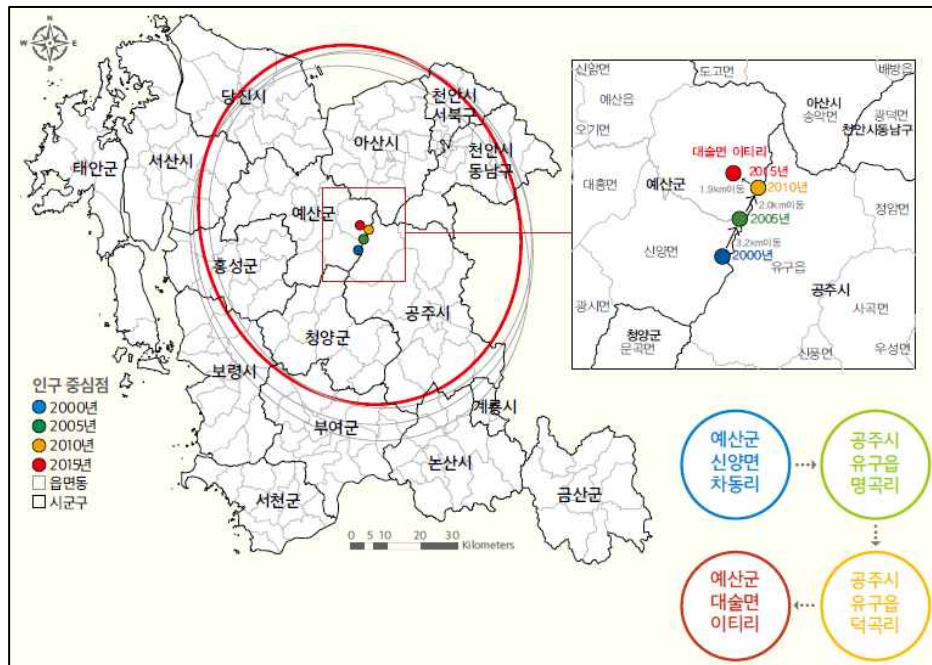 N
W
E
당진시
천안시
서북구
아산시
천안시
동남구
태안군
서산시
예산군
홍성군
공주시
청양군
보령시
부여군
계룡시
논산시
서천군
금산군
인구 중심점
2000년
2005년
2010년
2015년
읍면동
시군구
0 5 10 20 30
Kilometers
신암면
도고면
배방읍
예산읍
아산시
송악면
광덕면
천안시동남구
오가면
대술면 이티리
2015년
2010년
대흥면
예산군
1.9km이동
2.0km이동
정안면
2005년
신양면
3.2km이동
2000년
유구읍
공주시
광시면
사곡면
청양군
운곡면
신풍면
우성면
예산군
신양면
차동리
공주시
유구읍
명곡리
예산군
대술면
이티리
공주시
유구읍
덕곡리